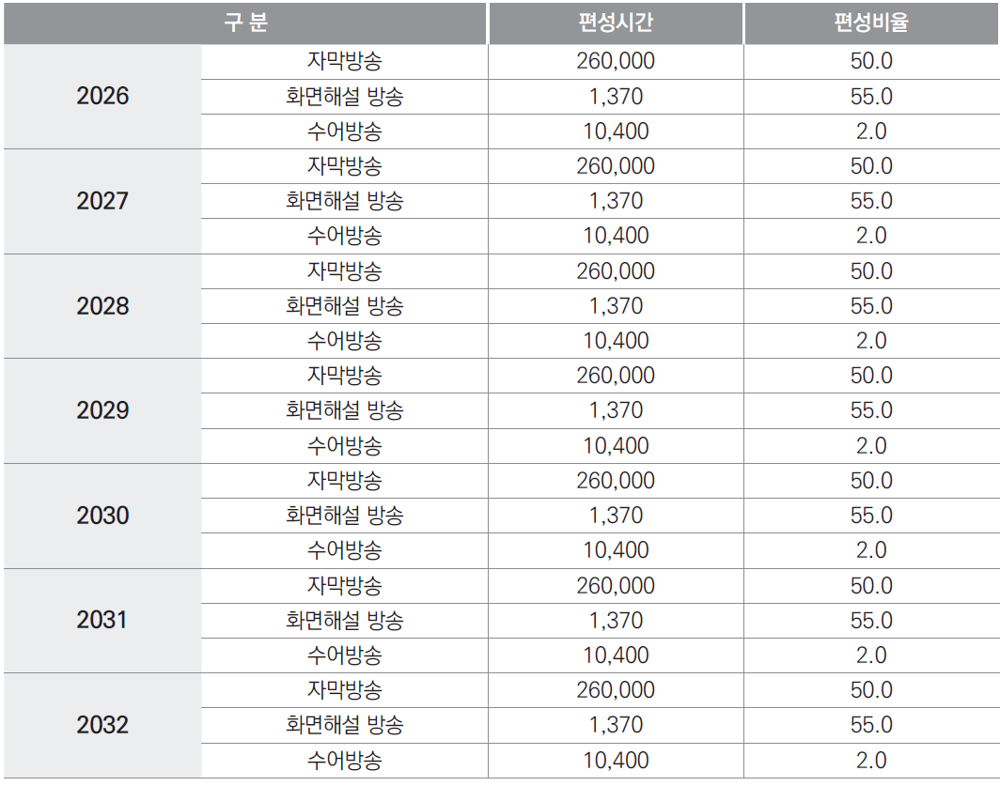 구 분 편성시간 편성비율
자막방송 260,000 50.0
2026 화면해설 방송 1,370 55.0
수어방송 10,400 2.0
자막방송 260,000 50.0
2027 화면해설 방송 1,370 55.0
수어방송 10,400 2.0
자막방송 260,000 50.0
2028 화면해설 방송 1,370 55.0
수어방송 10,400 2.0
자막방송 260,000 50.0
2029 화면해설 방송 1,370 55.0
수어방송 10,400 2.0
자막방송 260,000 50.0
2030 화면해설 방송 1,370 55.0
수어방송 10,400 2.0
자막방송 260,000 50.0
2031 화면해설 방송 1,370 55.0
수어방송 10,400 2.0
자막방송 260,000 50.0
2032 화면해설 방송 1,370 55.0
수어방송 10,400 2.0